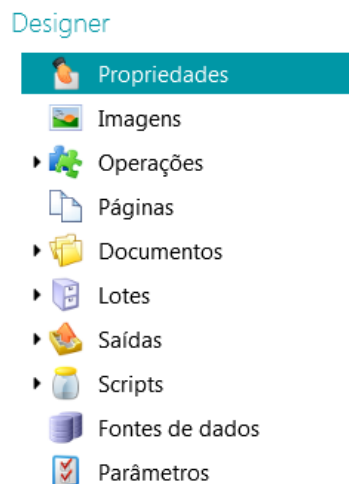 Designer
Propriedades
Imagens
Operações
Páginas
Documentos
Lotes
Saídas
Scripts
Fontes de dados
Parâmetros